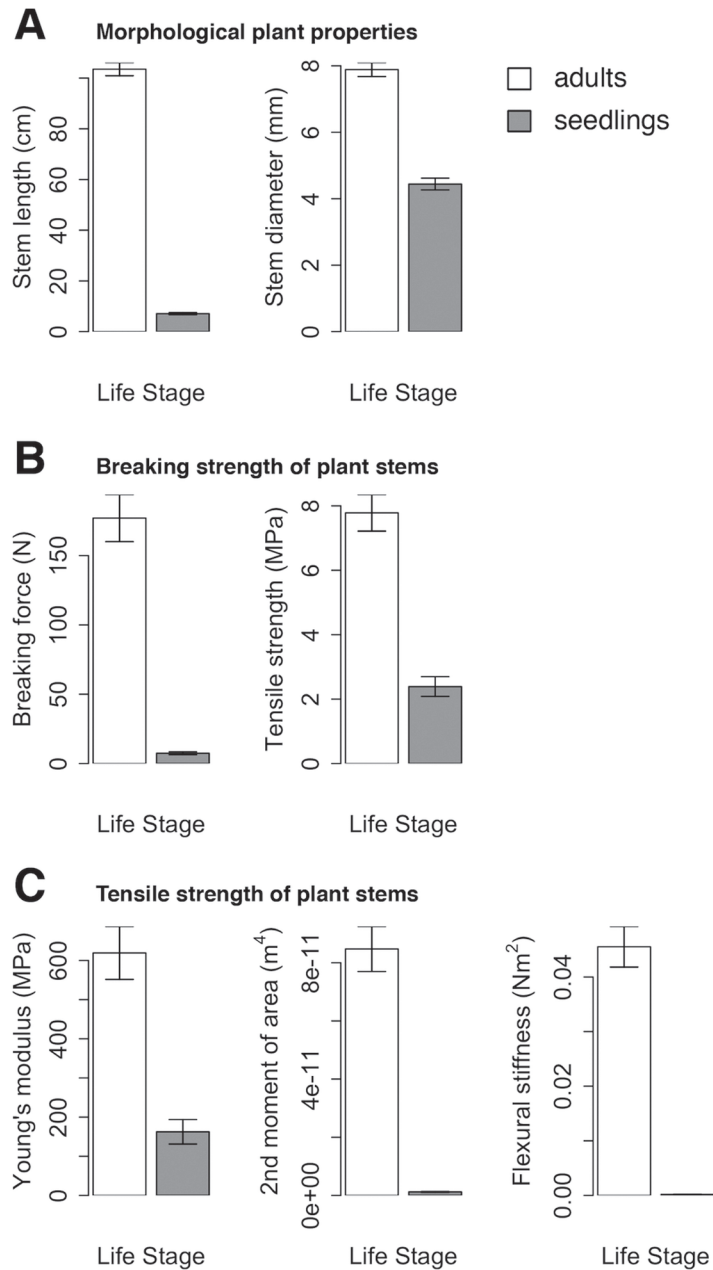 A Morphological plant properties
adults
seedlings
Stem length (cm)
0 20 40 60 80
Stem diameter (mm)
0 2 4 6 8
Life Stage Life Stage
B Breaking strength of plant stems
Breaking force (N)
0 50 100 150
Tensile strength (MPa)
0 2 4 6 8
Life Stage Life Stage
C Tensile strength of plant stems
Young's modulus (MPa)
0 200 400 600
2nd moment of area (m⁴)
0e+00 4e-11 8e-11
Flexural stiffness (Nm²)
0.00 0.02 0.04
Life Stage Life Stage Life Stage